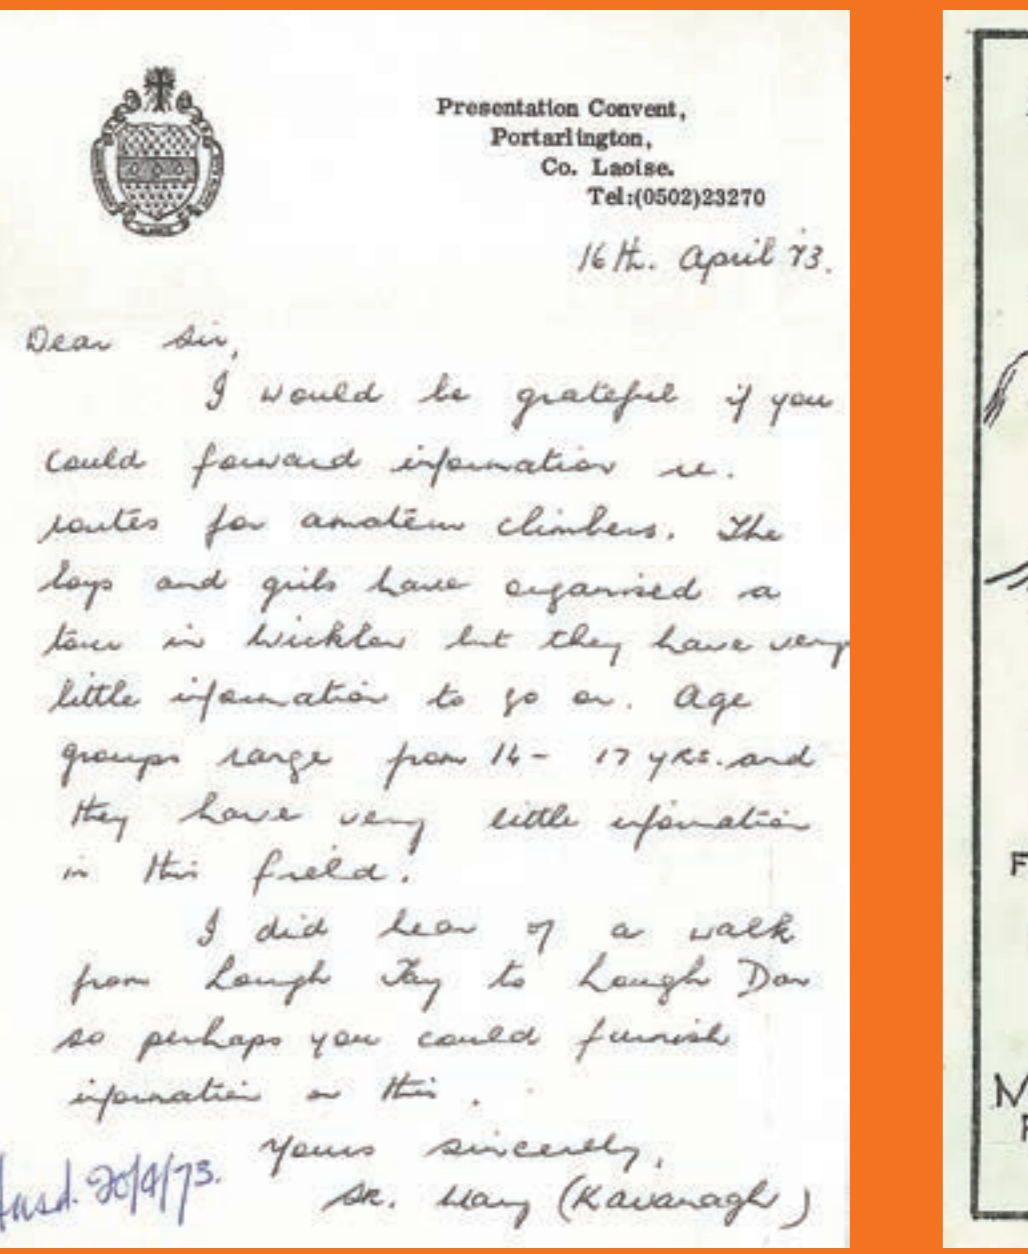 Presentation Convent,
Portarlington,
Co. Laoise.
Tel:(0502)23270
16th. April '73.
Dear Sir,
I would be grateful if you
could forward information re.
routes for amateur climbers. The
boys and girls have organised a
tour in Wicklow but they have very
little information to go on. Age
groups range from 14 - 17 yrs. and
they have very little information
in this field.
I did hear of a walk
from Lough Tay to Lough Dan
so perhaps you could furnish
information on this.
Yours sincerely,
Sr. Mary (Kavanagh)
Ansd. 20/4/73.
F
M